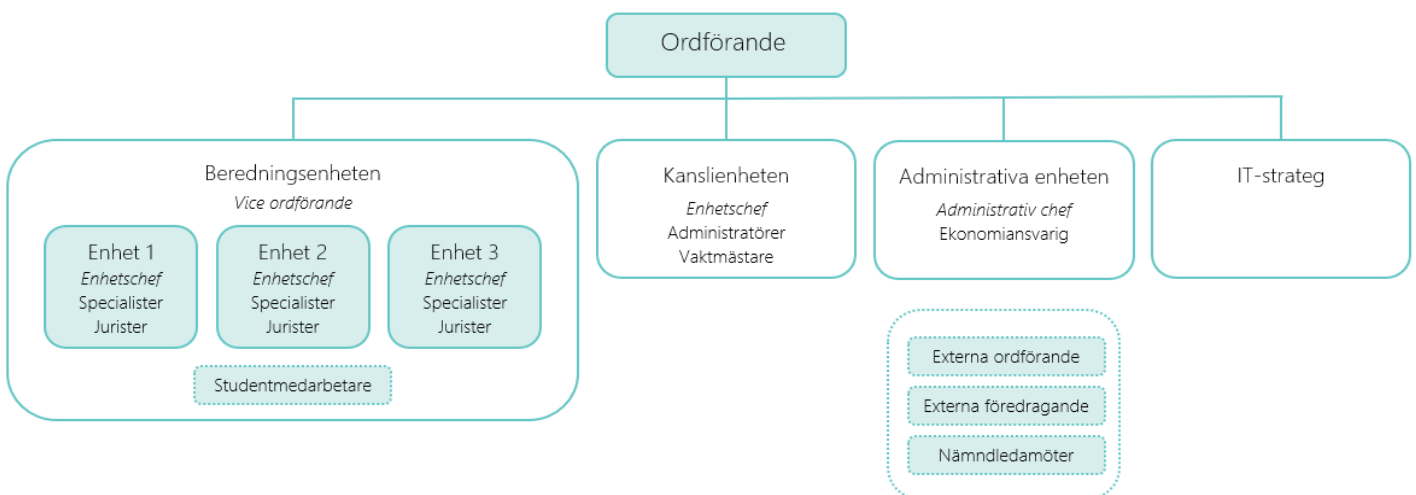 Ordförande
Beredningsenheten
Vice ordförande
Enhet 1
Enhetschef
Specialister
Jurister
Enhet 2
Enhetschef
Specialister
Jurister
Enhet 3
Enhetschef
Specialister
Jurister
Studentmedarbetare
Kanslienheten
Enhetschef
Administratörer
Vaktmästare
Administrativa enheten
Administrativ chef
Ekonomiansvarig
IT-strateg
Externa ordförande
Externa föredragande
Nämndledamöter